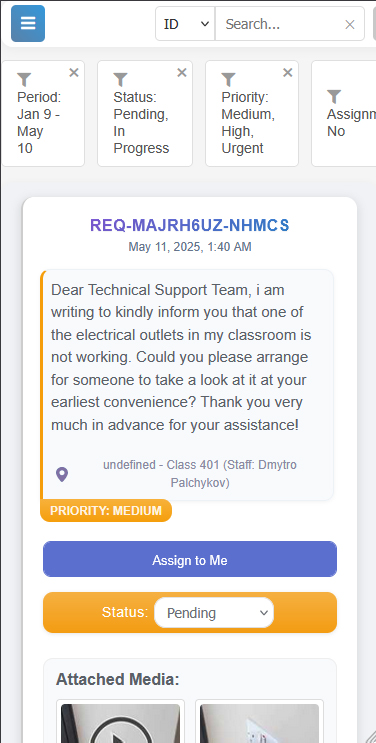 ID
Search...
Period:
Jan 9 -
May
10
Status:
Pending,
In
Progress
Priority:
Medium,
High,
Urgent
Assignm
No
REQ-MAJRH6UZ-NHMCS
May 11, 2025, 1:40 AM
Dear Technical Support Team, i am
writing to kindly inform you that one of
the electrical outlets in my classroom is
not working. Could you please arrange
for someone to take a look at it at your
earliest convenience? Thank you very
much in advance for your assistance!
undefined - Class 401 (Staff: Dmytro
Palchykov)
PRIORITY: MEDIUM
Assign to Me
Status: Pending
Attached Media: